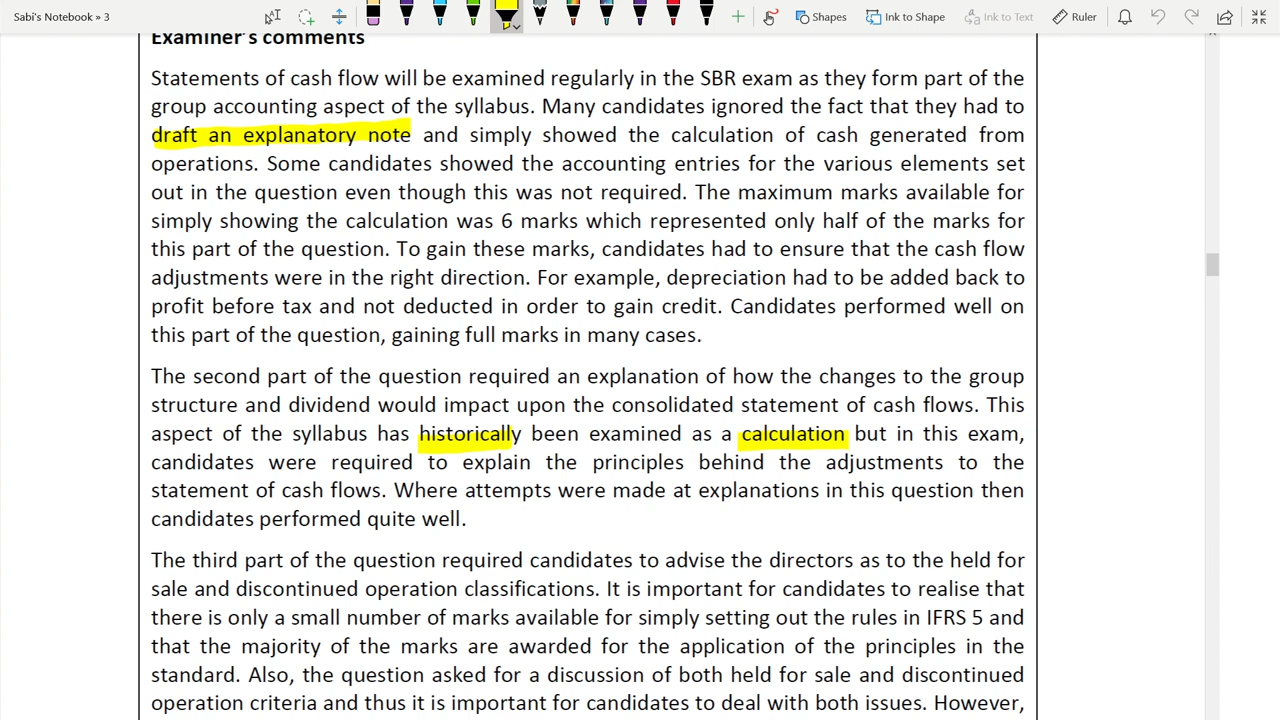 Sabi's Notebook » 3
Shapes
Ink to Shape
Ink to Text
Ruler
Examiner's comments
Statements of cash flow will be examined regularly in the SBR exam as they form part of the
group accounting aspect of the syllabus. Many candidates ignored the fact that they had to
draft an explanatory note and simply showed the calculation of cash generated from
operations. Some candidates showed the accounting entries for the various elements set
out in the question even though this was not required. The maximum marks available for
simply showing the calculation was 6 marks which represented only half of the marks for
this part of the question. To gain these marks, candidates had to ensure that the cash flow
adjustments were in the right direction. For example, depreciation had to be added back to
profit before tax and not deducted in order to gain credit. Candidates performed well on
this part of the question, gaining full marks in many cases.
The second part of the question required an explanation of how the changes to the group
structure and dividend would impact upon the consolidated statement of cash flows. This
aspect of the syllabus has historically been examined as a calculation but in this exam,
candidates were required to explain the principles behind the adjustments to the
statement of cash flows. Where attempts were made at explanations in this question then
candidates performed quite well.
The third part of the question required candidates to advise the directors as to the held for
sale and discontinued operation classifications. It is important for candidates to realise that
there is only a small number of marks available for simply setting out the rules in IFRS 5 and
that the majority of the marks are awarded for the application of the principles in the
standard. Also, the question asked for a discussion of both held for sale and discontinued
operation criteria and thus it is important for candidates to deal with both issues. However,